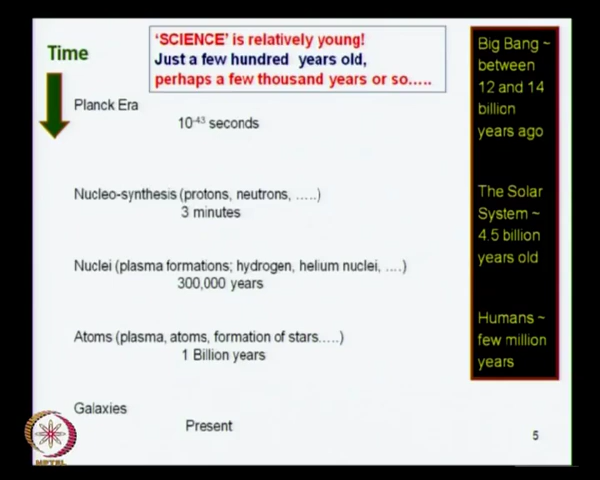 ‘SCIENCE’ is relatively young!
Just a few hundred years old,
perhaps a few thousand years or so.....
Time
Planck Era
10⁻⁴³ seconds
Nucleo-synthesis (protons, neutrons, …..)
3 minutes
Nuclei (plasma formations; hydrogen, helium nuclei, ….)
300,000 years
Atoms (plasma, atoms, formation of stars…..)
1 Billion years
Galaxies
Present
Big Bang ~
between
12 and 14
billion
years ago
The Solar
System ~
4.5 billion
years old
Humans ~
few million
years
5
NPTEL